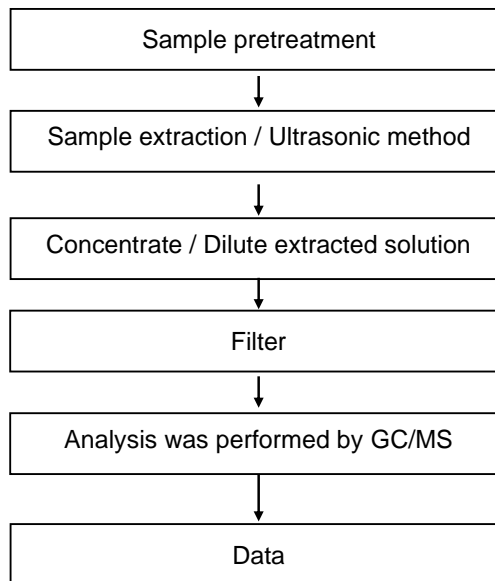 Sample pretreatment
Sample extraction / Ultrasonic method
Concentrate / Dilute extracted solution
Filter
Analysis was performed by GC/MS
Data